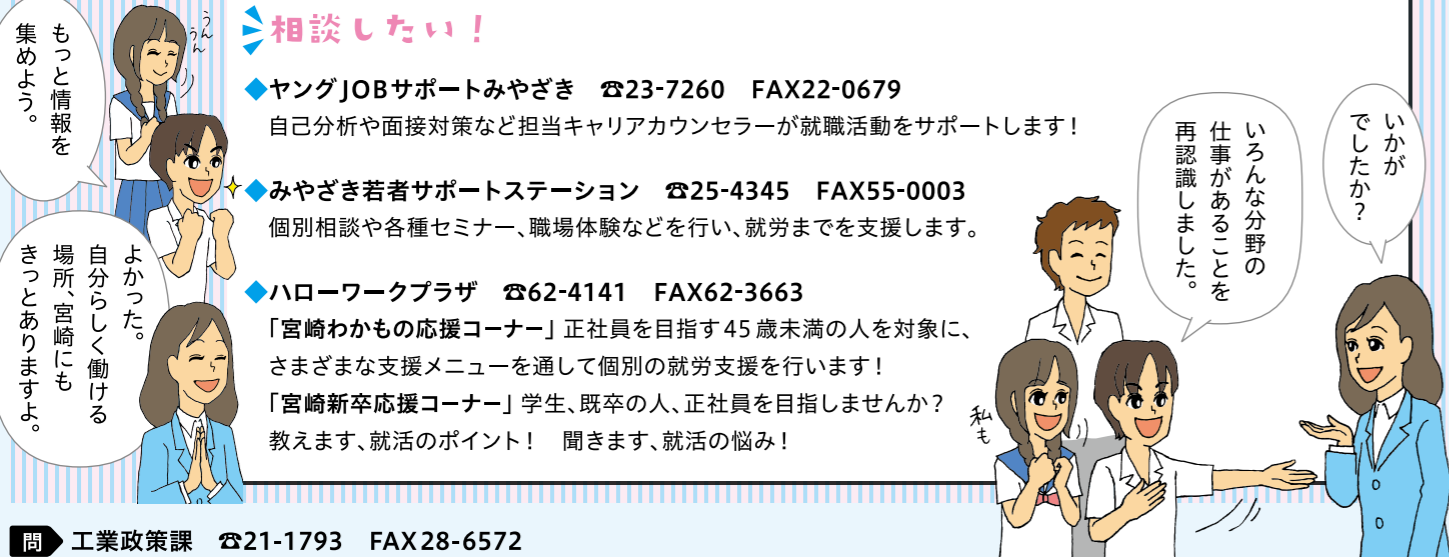 相談したい！
◆ヤングJOBサポートみやざき　☎23-7260　FAX22-0679
自己分析や面接対策など担当キャリアカウンセラーが就職活動をサポートします！
◆みやざき若者サポートステーション　☎25-4345　FAX55-0003
個別相談や各種セミナー、職場体験などを行い、就労までを支援します。
◆ハローワークプラザ　☎62-4141　FAX62-3663
「宮崎わかもの応援コーナー」正社員を目指す45歳未満の人を対象に、
さまざまな支援メニューを通して個別の就労支援を行います！
「宮崎新卒応援コーナー」学生、既卒の人、正社員を目指しませんか？
教えます、就活のポイント！　聞きます、就活の悩み！
いかが
でしたか？
いろんな分野の
仕事があることを
再認識しました。
私も
うん
うん
もっと情報を
集めよう。
よかった。
自分らしく働ける
場所、宮崎にも
きっとありますよ。
問 工業政策課　☎21-1793　FAX28-6572